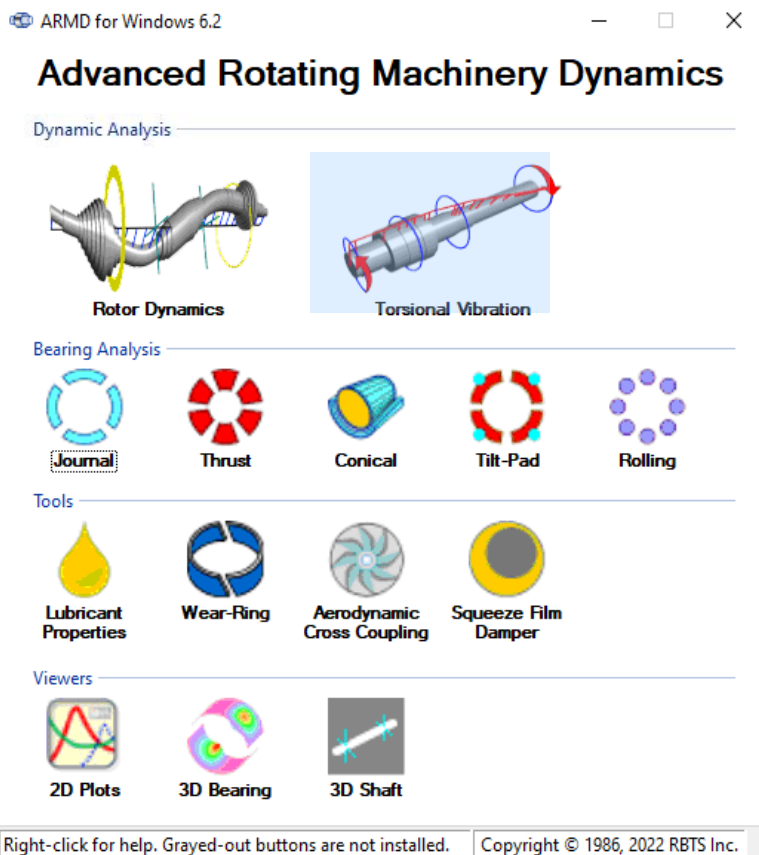 ARMD for Windows 6.2
Advanced Rotating Machinery Dynamics
Dynamic Analysis
Rotor Dynamics
Torsional Vibration
Bearing Analysis
Journal
Thrust
Conical
Tilt-Pad
Rolling
Tools
Lubricant
Properties
Wear-Ring
Aerodynamic
Cross Coupling
Squeeze Film
Damper
Viewers
2D Plots
3D Bearing
3D Shaft
Right-click for help. Grayed-out buttons are not installed.
Copyright © 1986, 2022 RBTS Inc.